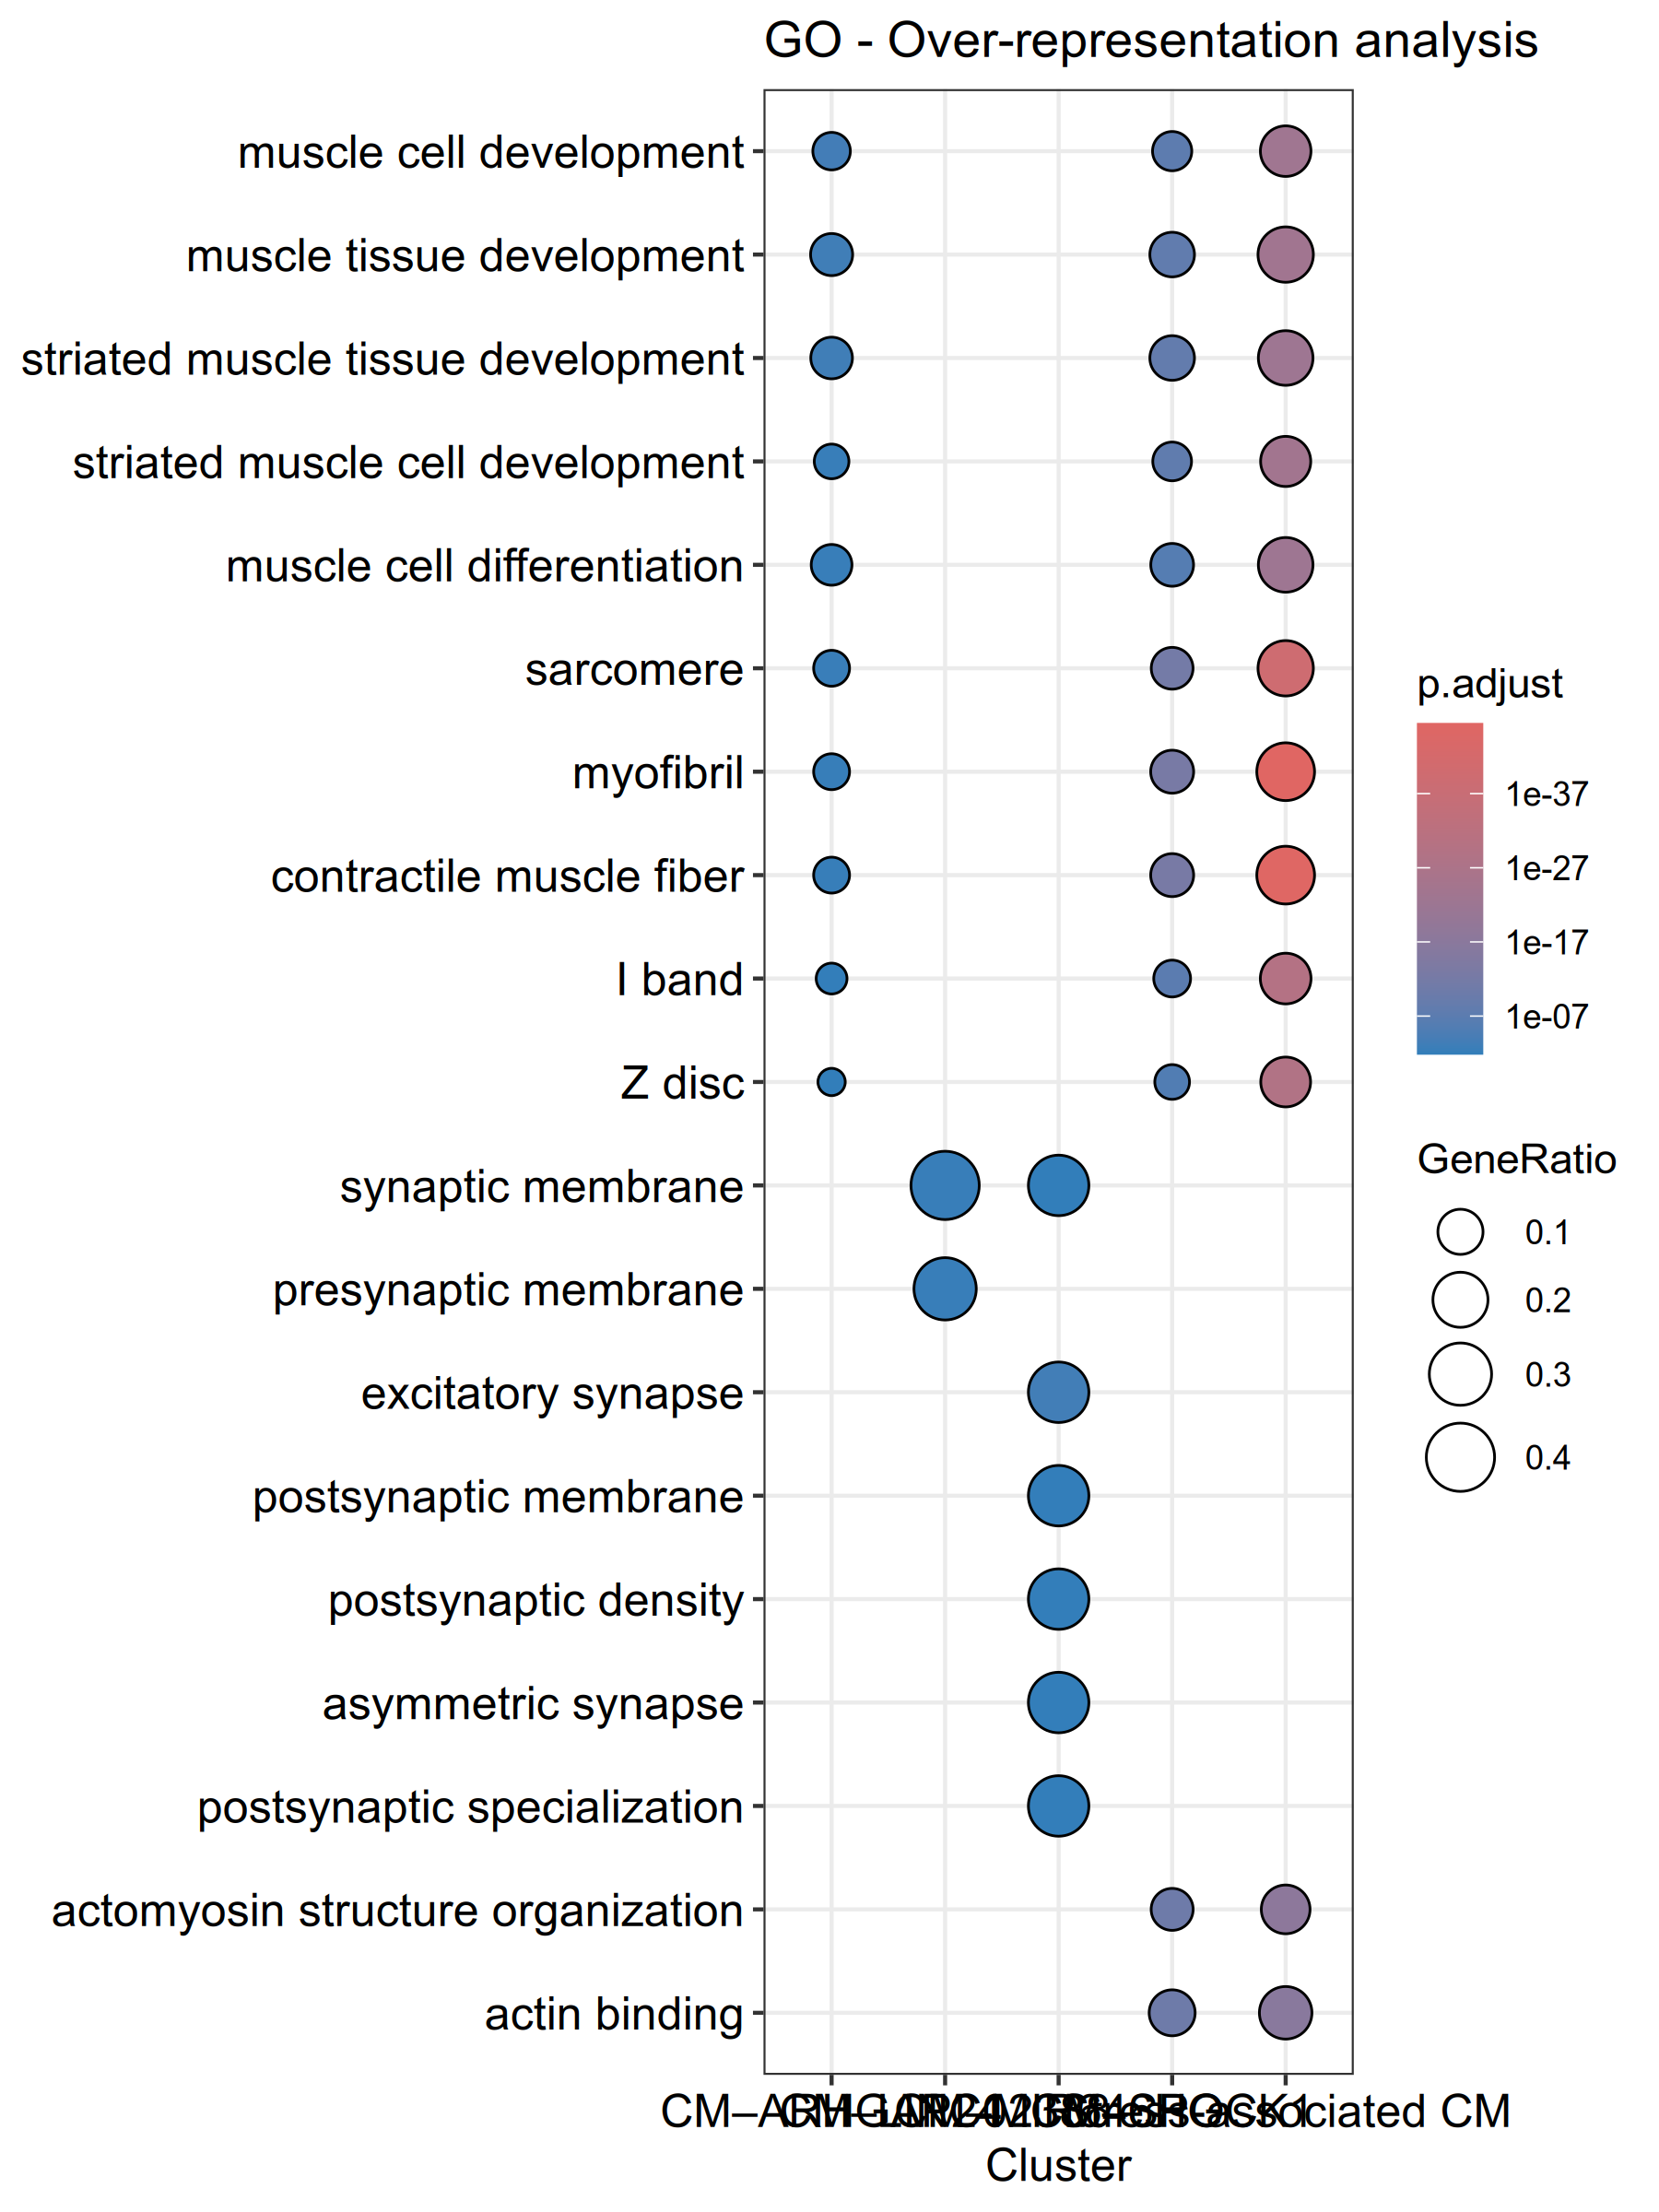 GO - Over-representation analysis
muscle cell development
muscle tissue development
striated muscle tissue development
striated muscle cell development
muscle cell differentiation
sarcomere
myofibril
contractile muscle fiber
I band
Z disc
synaptic membrane
presynaptic membrane
excitatory synapse
postsynaptic membrane
postsynaptic density
asymmetric synapse
postsynaptic specialization
actomyosin structure organization
actin binding
p.adjust
1e-37
1e-27
1e-17
1e-07
GeneRatio
0.1
0.2
0.3
0.4
associated CM
Cluster